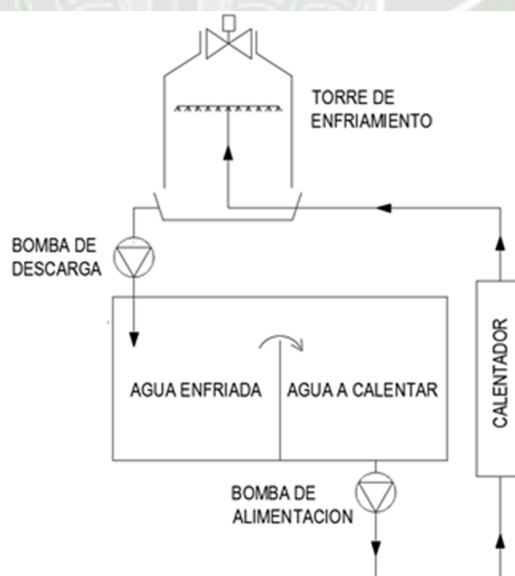 TORRE DE
ENFRIAMIENTO
BOMBA DE
DESCARGA
AGUA ENFRIADA
AGUA A CALENTAR
CALENTADOR
BOMBA DE
ALIMENTACION